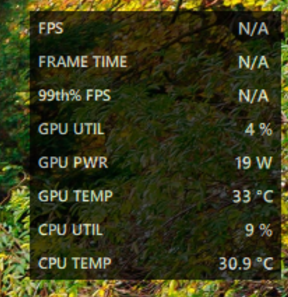 FPS N/A
FRAME TIME N/A
99th% FPS N/A
GPU UTIL 4 %
GPU PWR 19 W
GPU TEMP 33 °C
CPU UTIL 9 %
CPU TEMP 30.9 °C